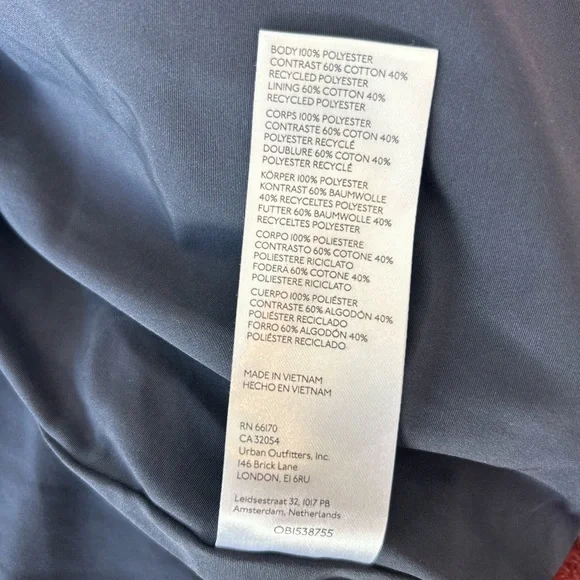 BODY 100% POLYESTER
CONTRAST 60% COTTON 40%
RECYCLED POLYESTER
LINING 60% COTTON 40%
RECYCLED POLYESTER
CORPS 100% POLYESTER
CONTRASTE 60% COTON 40%
POLYESTER RECYCLÉ
DOUBLURE 60% COTON 40%
POLYESTER RECYCLÉ
KÖRPER 100% POLYESTER
KONTRAST 60% BAUMWOLLE
40% RECYCELTES POLYESTER
FUTTER 60% BAUMWOLLE 40%
RECYCELTES POLYESTER
CORPO 100% POLIESTERE
CONTRASTO 60% COTONE 40%
POLIESTERE RICICLATO
FODERA 60% COTONE 40%
POLIESTERE RICICLATO
CUERPO 100% POLIÉSTER
CONTRASTE 60% ALGODÓN 40%
POLIÉSTER RECICLADO
FORRO 60% ALGODÓN 40%
POLIÉSTER RECICLADO
MADE IN VIETNAM
HECHO EN VIETNAM
RN 66170
CA 32054
Urban Outfitters, Inc.
146 Brick Lane
LONDON, E1 6RU
Leidsestraat 32, 1017 PB
Amsterdam, Netherlands
OB1538755